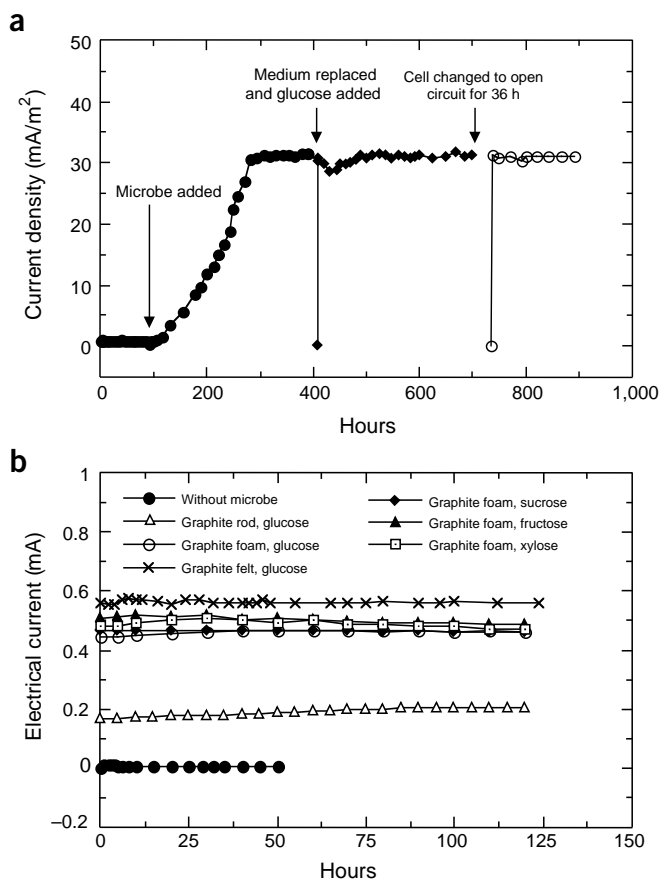 a
Current density (mA/m²)
50
40
30
20
10
0
Medium replaced
and glucose added
Cell changed to open
circuit for 36 h
Microbe added
0 200 400 600 800 1,000
Hours
b
Electrical current (mA)
1
0.8
0.6
0.4
0.2
0
–0.2
Without microbe
Graphite rod, glucose
Graphite foam, glucose
Graphite felt, glucose
Graphite foam, sucrose
Graphite foam, fructose
Graphite foam, xylose
0 25 50 75 100 125 150
Hours